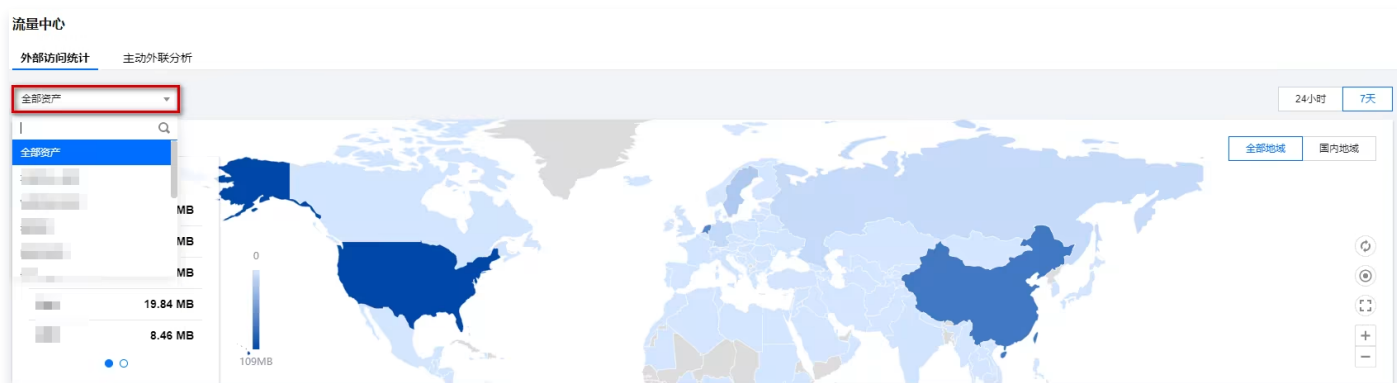 流量中心
外部访问统计 主动外联分析
全部资产 24小时 7天
全部资产 全部地域 国内地域
MB
MB
0
MB
19.84 MB
8.46 MB
109MB